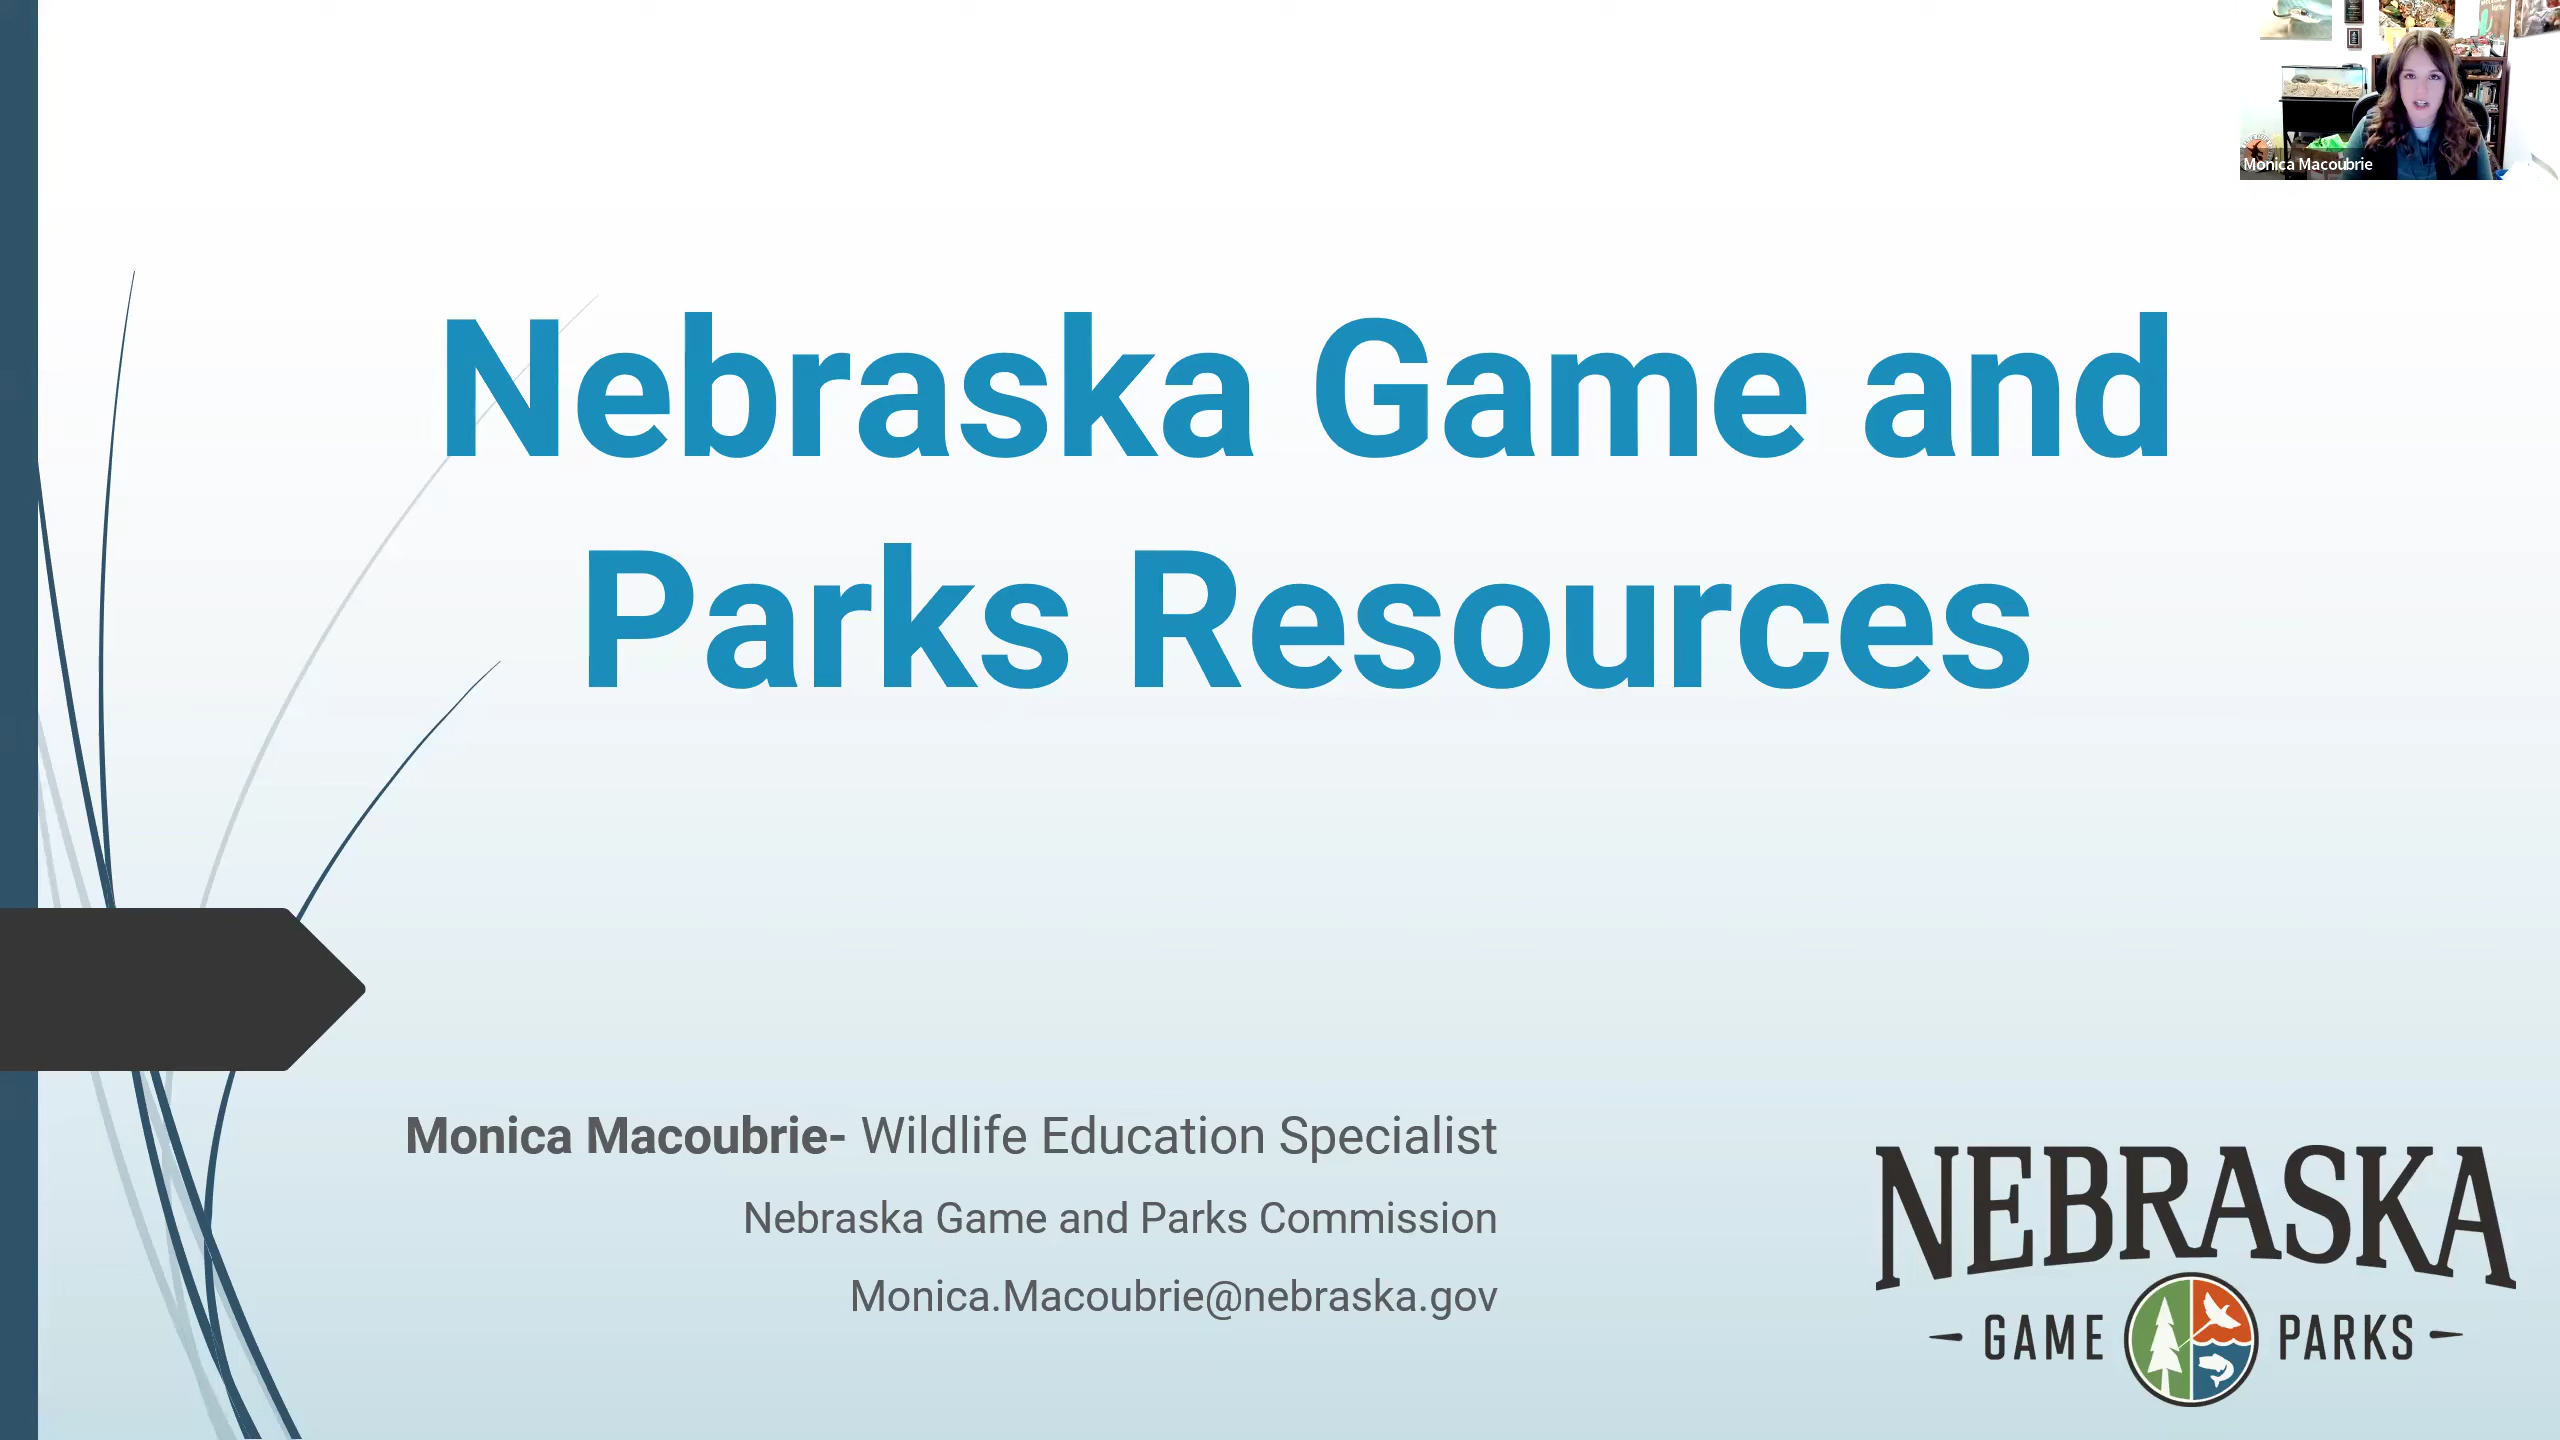 Monica Macoubrie
Nebraska Game and
Parks Resources
Monica Macoubrie- Wildlife Education Specialist
Nebraska Game and Parks Commission
Monica.Macoubrie@nebraska.gov
NEBRASKA
GAME PARKS